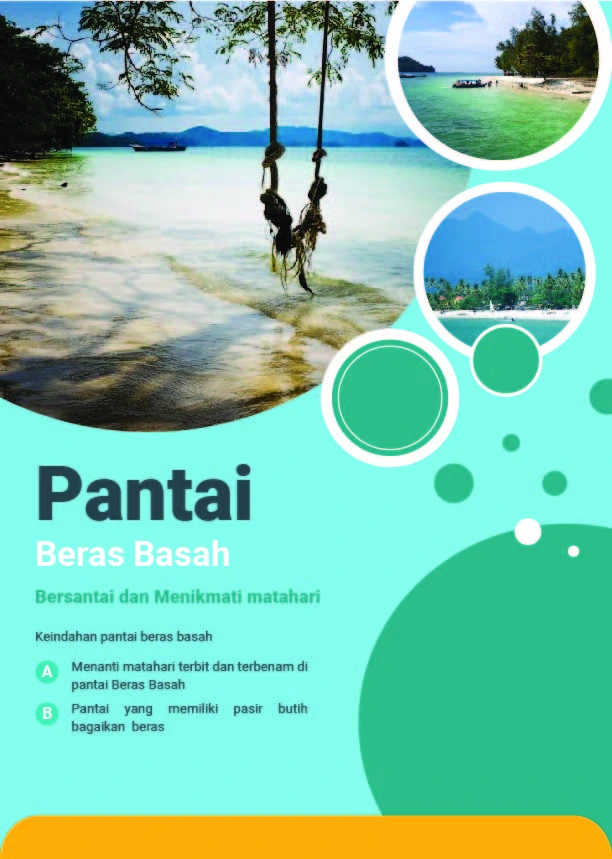 Pantai
Beras Basah
Bersantai dan Menikmati matahari
Keindahan pantai beras basah
A Menanti matahari terbit dan terbenam di
pantai Beras Basah
B Pantai yang memiliki pasir butih
bagaikan beras